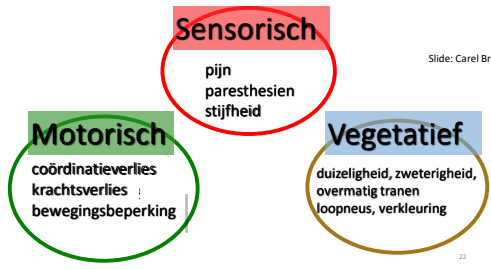 Sensorisch
Slide: Carel Br
pijn
paresthesien
stijfheid
Motorisch
coördinatieverlies
krachtsverlies
bewegingsbeperking
Vegetatief
duizeligheid, zweterigheid,
overmatig tranen
loopneus, verkleuring
22